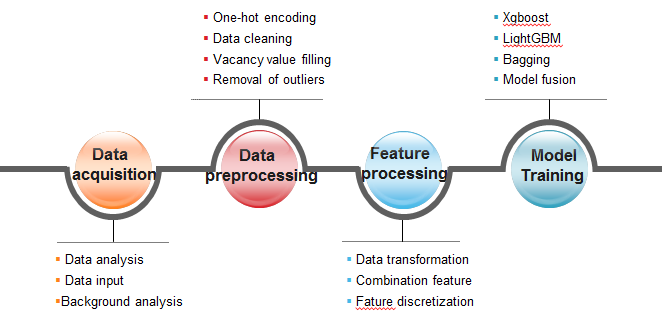 One-hot encoding
Data cleaning
Vacancy value filling
Removal of outliers
Xgboost
LightGBM
Bagging
Model fusion
Data
acquisition
Data
preprocessing
Feature
processing
Model
Training
Data analysis
Data input
Background analysis
Data transformation
Combination feature
Fature discretization